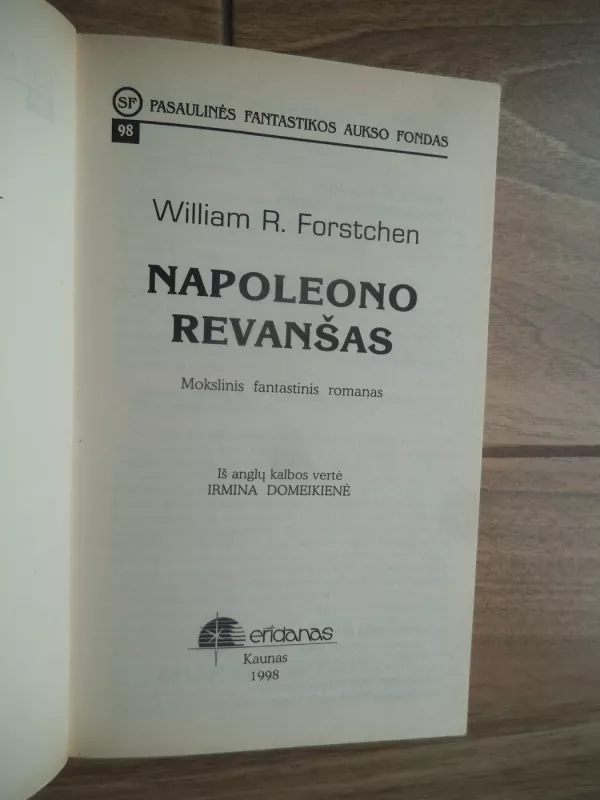 SF PASAULINĖS FANTASTIKOS AUKSO FONDAS
98
William R. Forstchen
NAPOLEONO
REVANŠAS
Mokslinis fantastinis romanas
Iš anglų kalbos vertė
IRMINA DOMEIKIENĖ
eridanas
Kaunas
1998